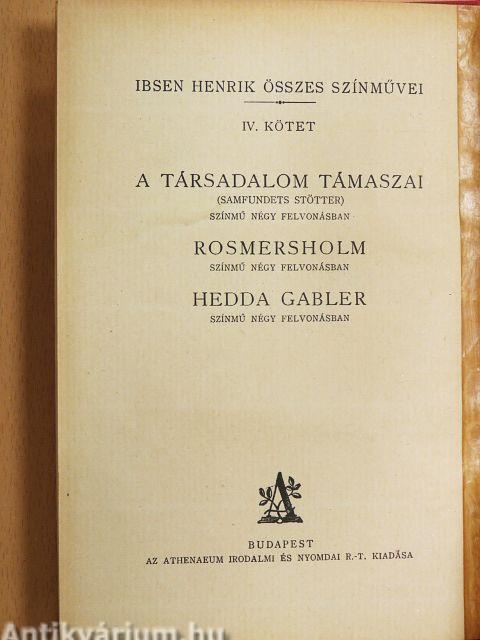 IBSEN HENRIK ÖSSZES SZÍNMŰVEI
IV. KÖTET
A TÁRSADALOM TÁMASZAI
(SAMFUNDETS STÖTTER)
SZÍNMŰ NÉGY FELVONÁSBAN
ROSMERSHOLM
SZÍNMŰ NÉGY FELVONÁSBAN
HEDDA GABLER
SZÍNMŰ NÉGY FELVONÁSBAN
A
BUDAPEST
AZ ATHENAEUM IRODALMI ÉS NYOMDAI R.-T. KIADÁSA
Antikvárium.hu